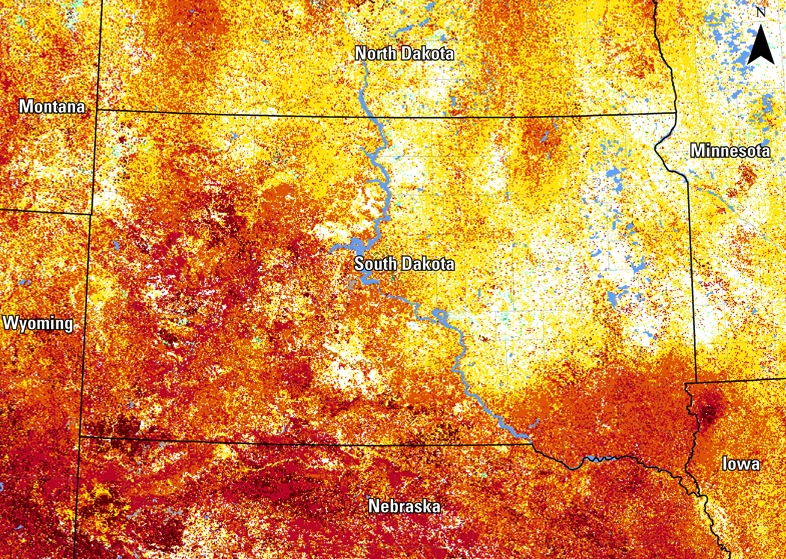 N
North Dakota
Montana
Minnesota
South Dakota
Wyoming
Iowa
Nebraska